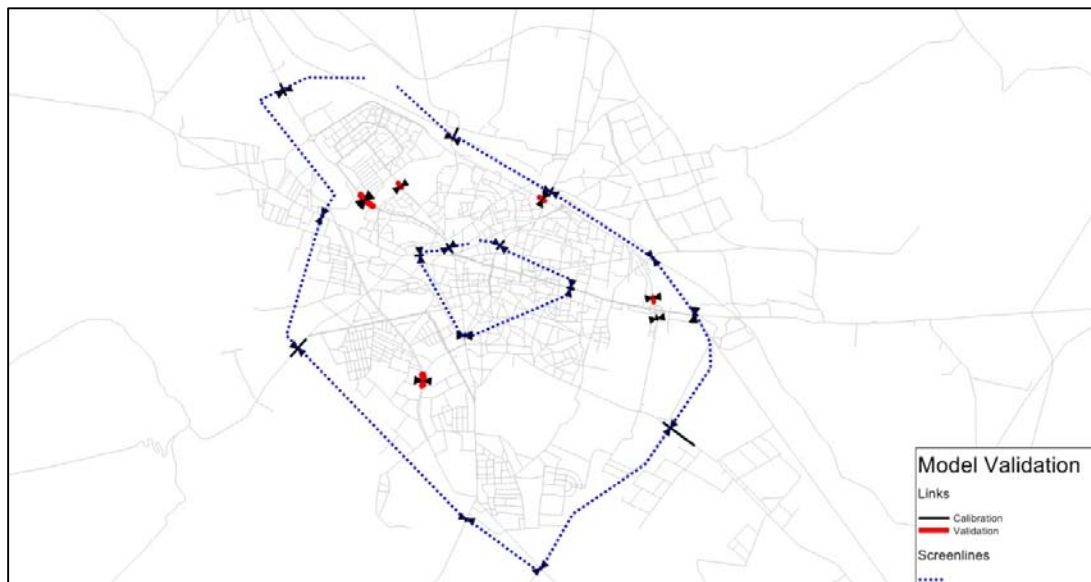 Model Validation
Links
Calibration
Validation
Screenlines